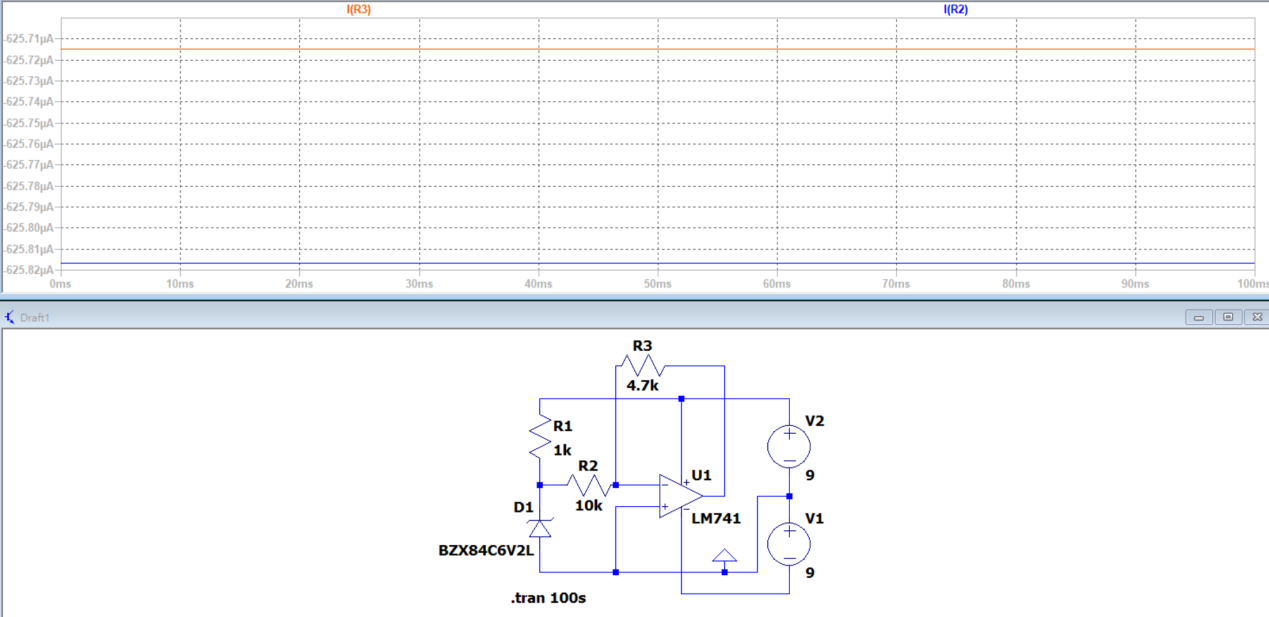 I(R3) I(R2)
-625.71µA
-625.72µA
-625.73µA
-625.74µA
-625.75µA
-625.76µA
-625.77µA
-625.78µA
-625.79µA
-625.80µA
-625.81µA
-625.82µA
0ms 10ms 20ms 30ms 40ms 50ms 60ms 70ms 80ms 90ms 100ms
Draft1
R3
4.7k
R1
1k
V2
9
R2
10k
U1
LM741
D1
BZX84C6V2L
V1
9
.tran 100s